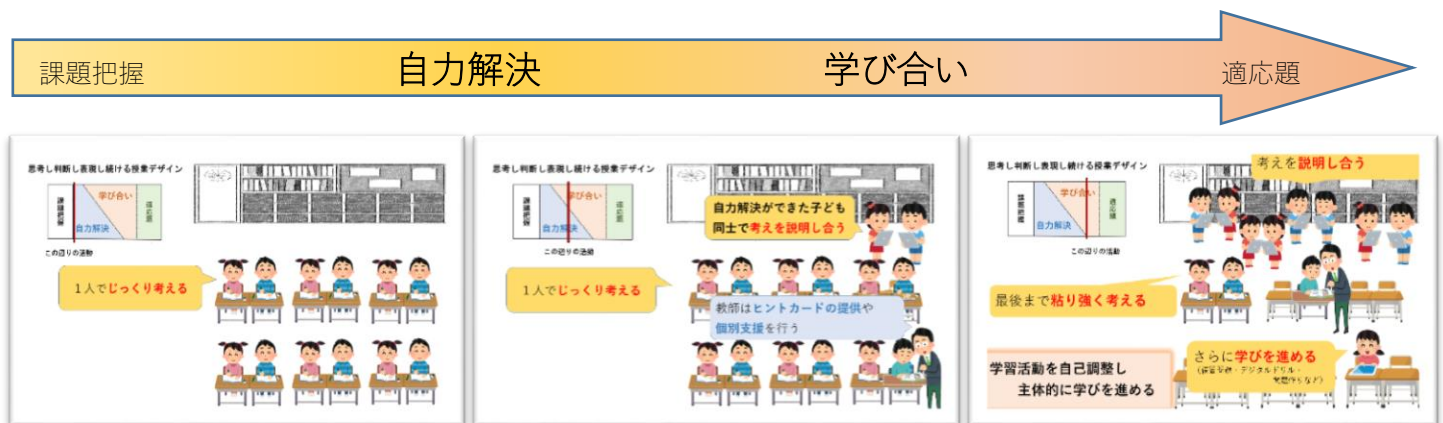 課題把握
自力解決
学び合い
適応題
思考し判断し表現し続ける授業デザイン
課題把握
学び合い
自力解決
適応題
この辺りの活動
1人でじっくり考える
思考し判断し表現し続ける授業デザイン
課題把握
学び合い
自力解決
適応題
この辺りの活動
自力解決ができた子ども
同士で考えを説明し合う
1人でじっくり考える
教師はヒントカードの提供や
個別支援を行う
思考し判断し表現し続ける授業デザイン
課題把握
学び合い
自力解決
適応題
この辺りの活動
考えを説明し合う
最後まで粘り強く考える
学習活動を自己調整し
主体的に学びを進める
さらに学びを進める
デジタルドリル・